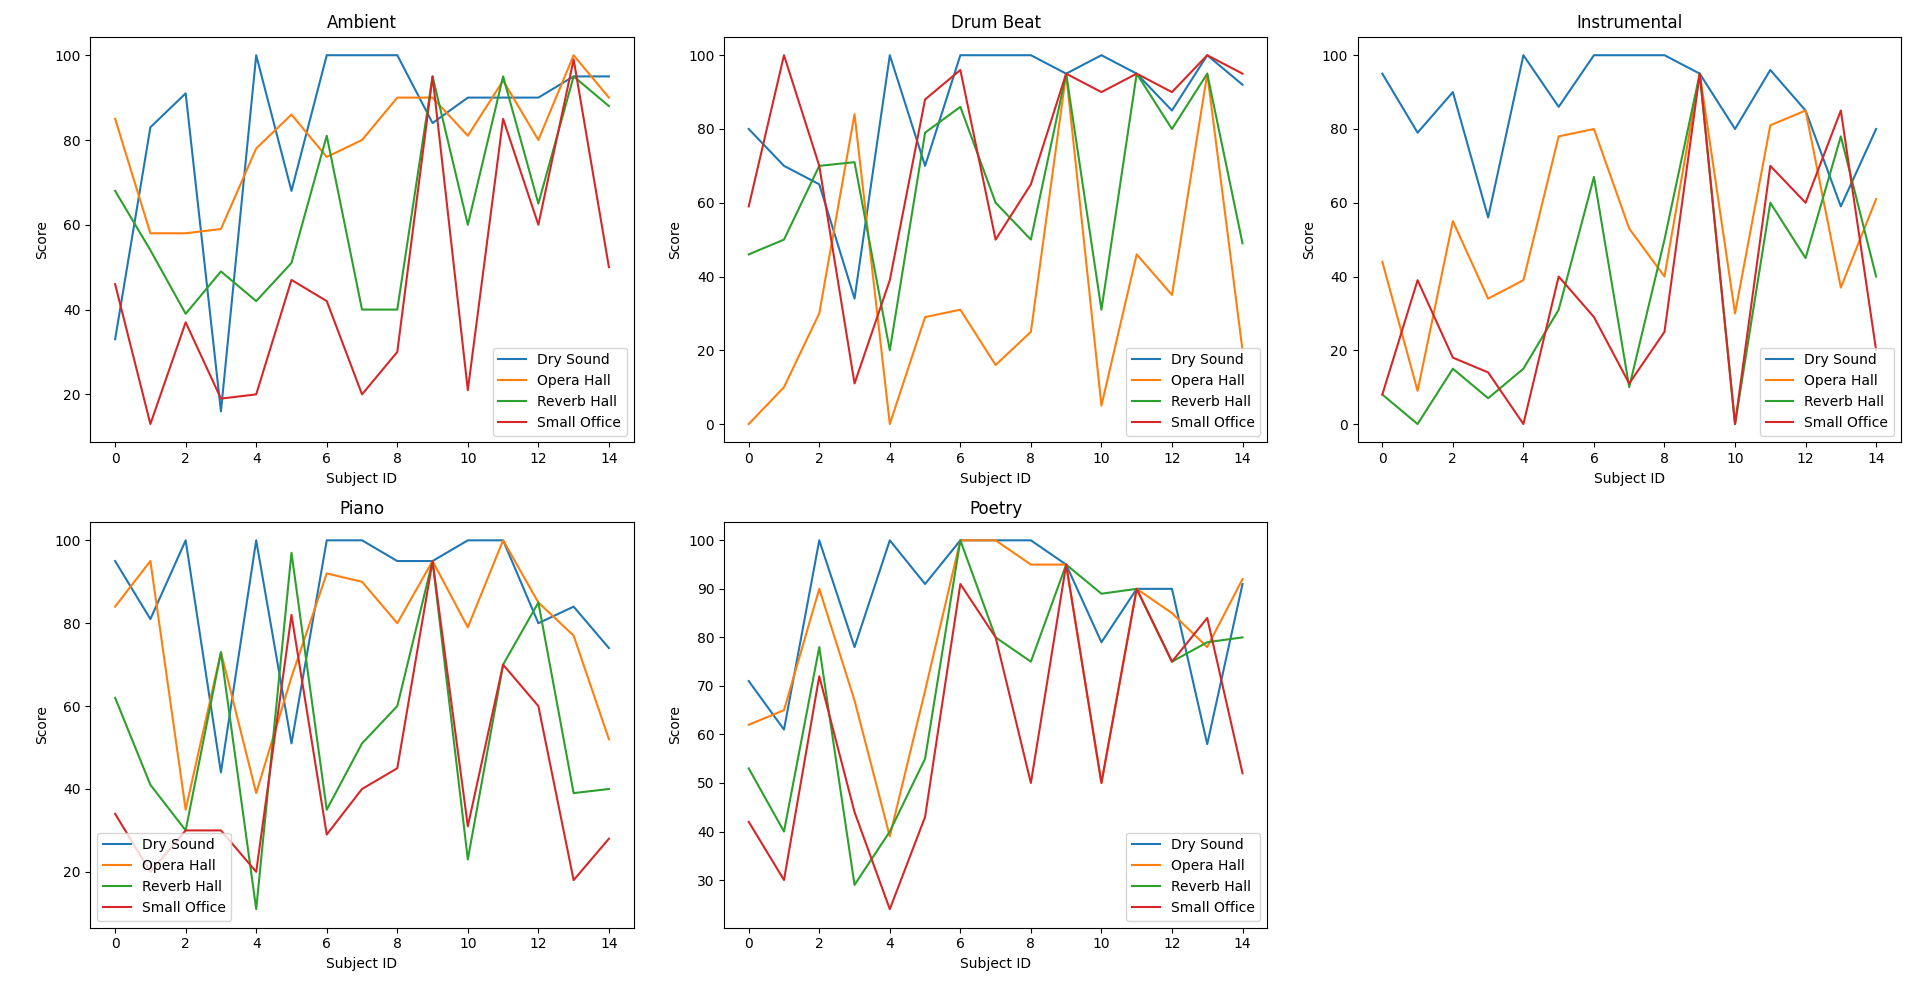 Ambient
Score
100
80
60
40
20
0 2 4 6 8 10 12 14
Subject ID
Dry Sound
Opera Hall
Reverb Hall
Small Office
Drum Beat
Score
100
80
60
40
20
0
0 2 4 6 8 10 12 14
Subject ID
Dry Sound
Opera Hall
Reverb Hall
Small Office
Instrumental
Score
100
80
60
40
20
0
0 2 4 6 8 10 12 14
Subject ID
Dry Sound
Opera Hall
Reverb Hall
Small Office
Piano
Score
100
80
60
40
20
0 2 4 6 8 10 12 14
Subject ID
Dry Sound
Opera Hall
Reverb Hall
Small Office
Poetry
Score
100
90
80
70
60
50
40
30
0 2 4 6 8 10 12 14
Subject ID
Dry Sound
Opera Hall
Reverb Hall
Small Office